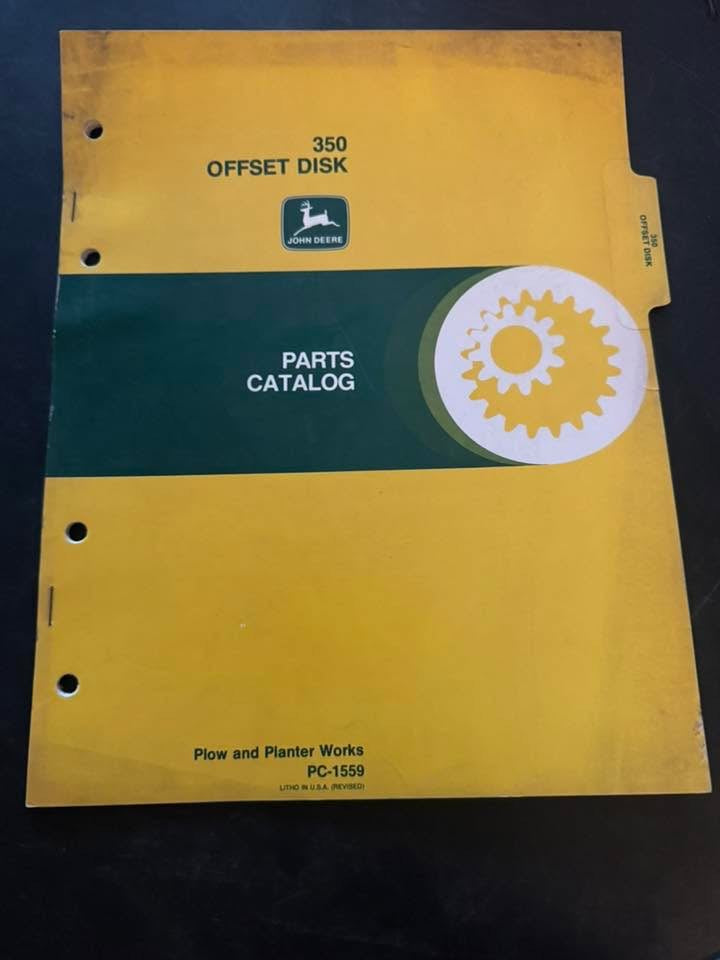 350
OFFSET DISK
JOHN DEERE
350
OFFSET DISK
PARTS
CATALOG
Plow and Planter Works
PC-1559
LITHO IN U.S.A. (REVISED)